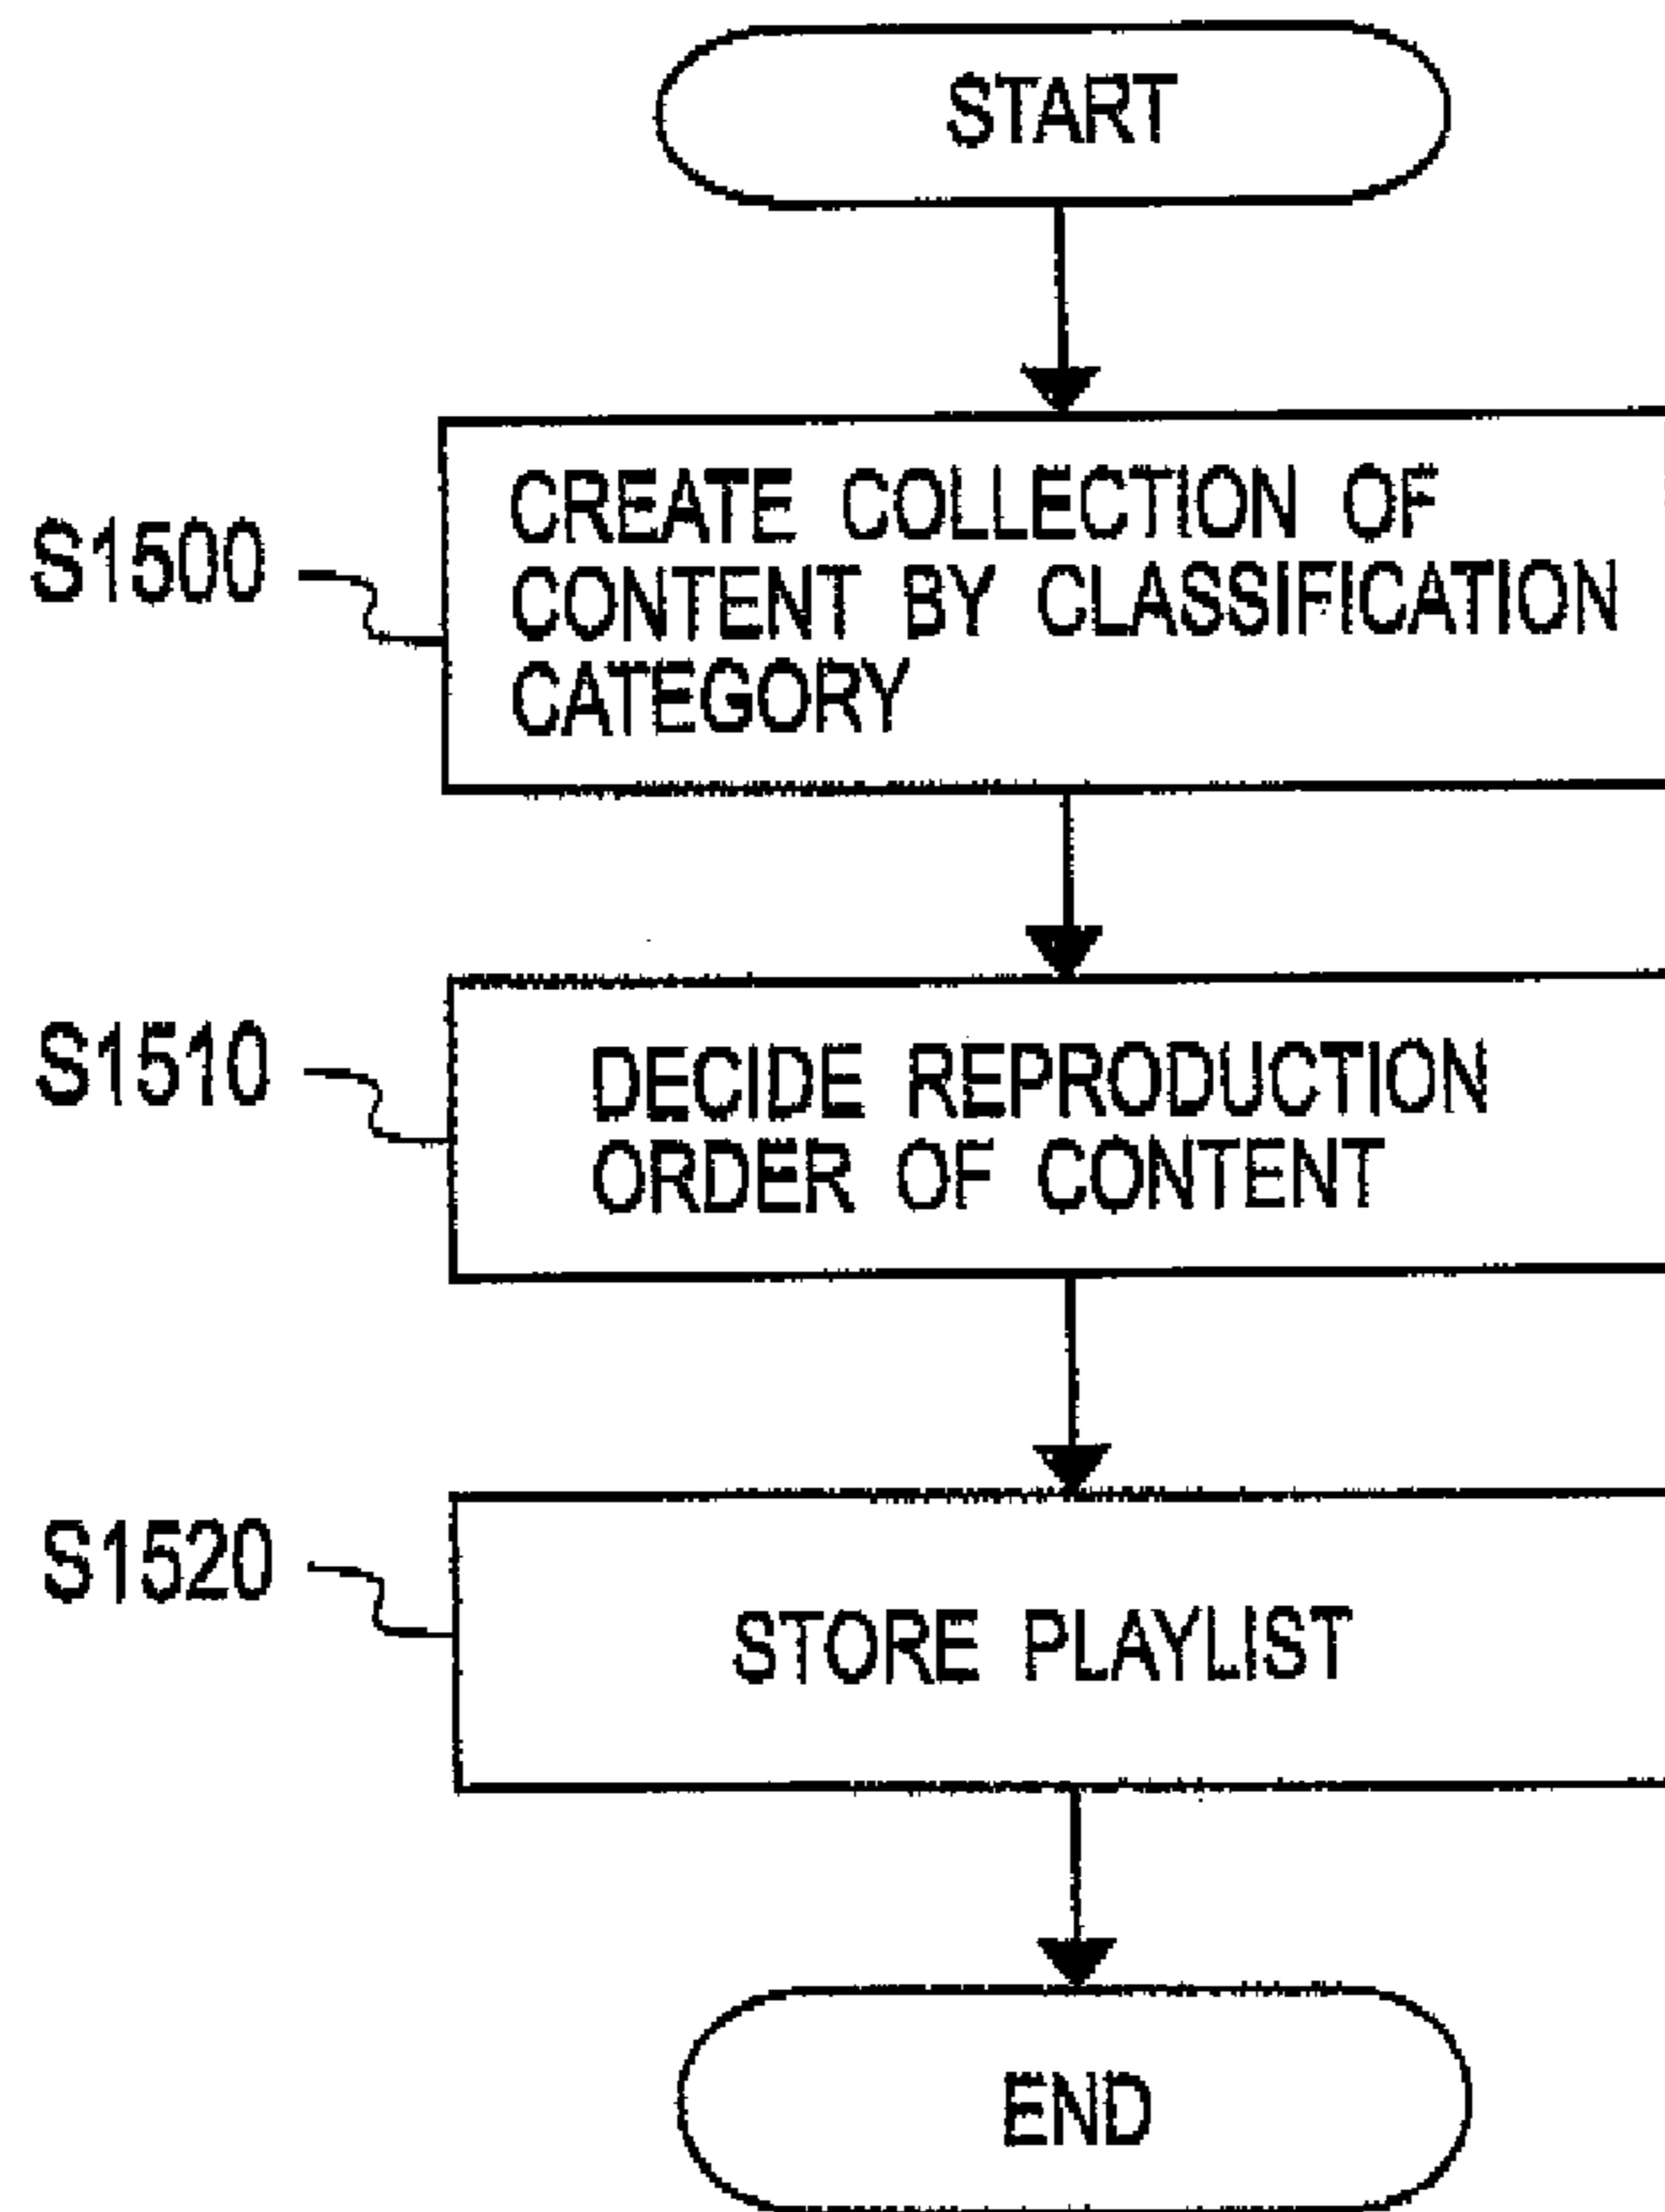 START
S1500
CREATE COLLECTION OF
CONTENT BY CLASSIFICATION
CATEGORY
S1510
DECIDE REPRODUCTION
ORDER OF CONTENT
S1520
STORE PLAYLIST
END